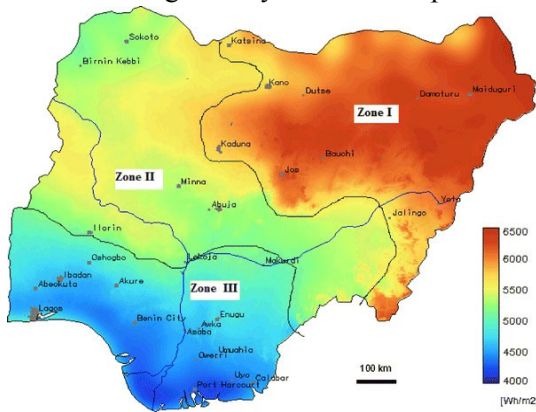 Sokoto
Katsina
Birnin Kebbi
Kano
Dutse
Damaturu
Maiduguri
Zone I
Kaduna
Bauchi
Jos
Zone II
Minna
Abuja
Yola
Jalingo
Ilorin
Oshogbo
Lokoja
Makurdi
Ibadan
Abeokuta
Akure
Zone III
Lagos
Benin City
Enugu
Awka
Asaba
Umuahia
Owerri
Uyo
Calabar
Port Harcourt
100 km
6500
6000
5500
5000
4000
[Wh/m2